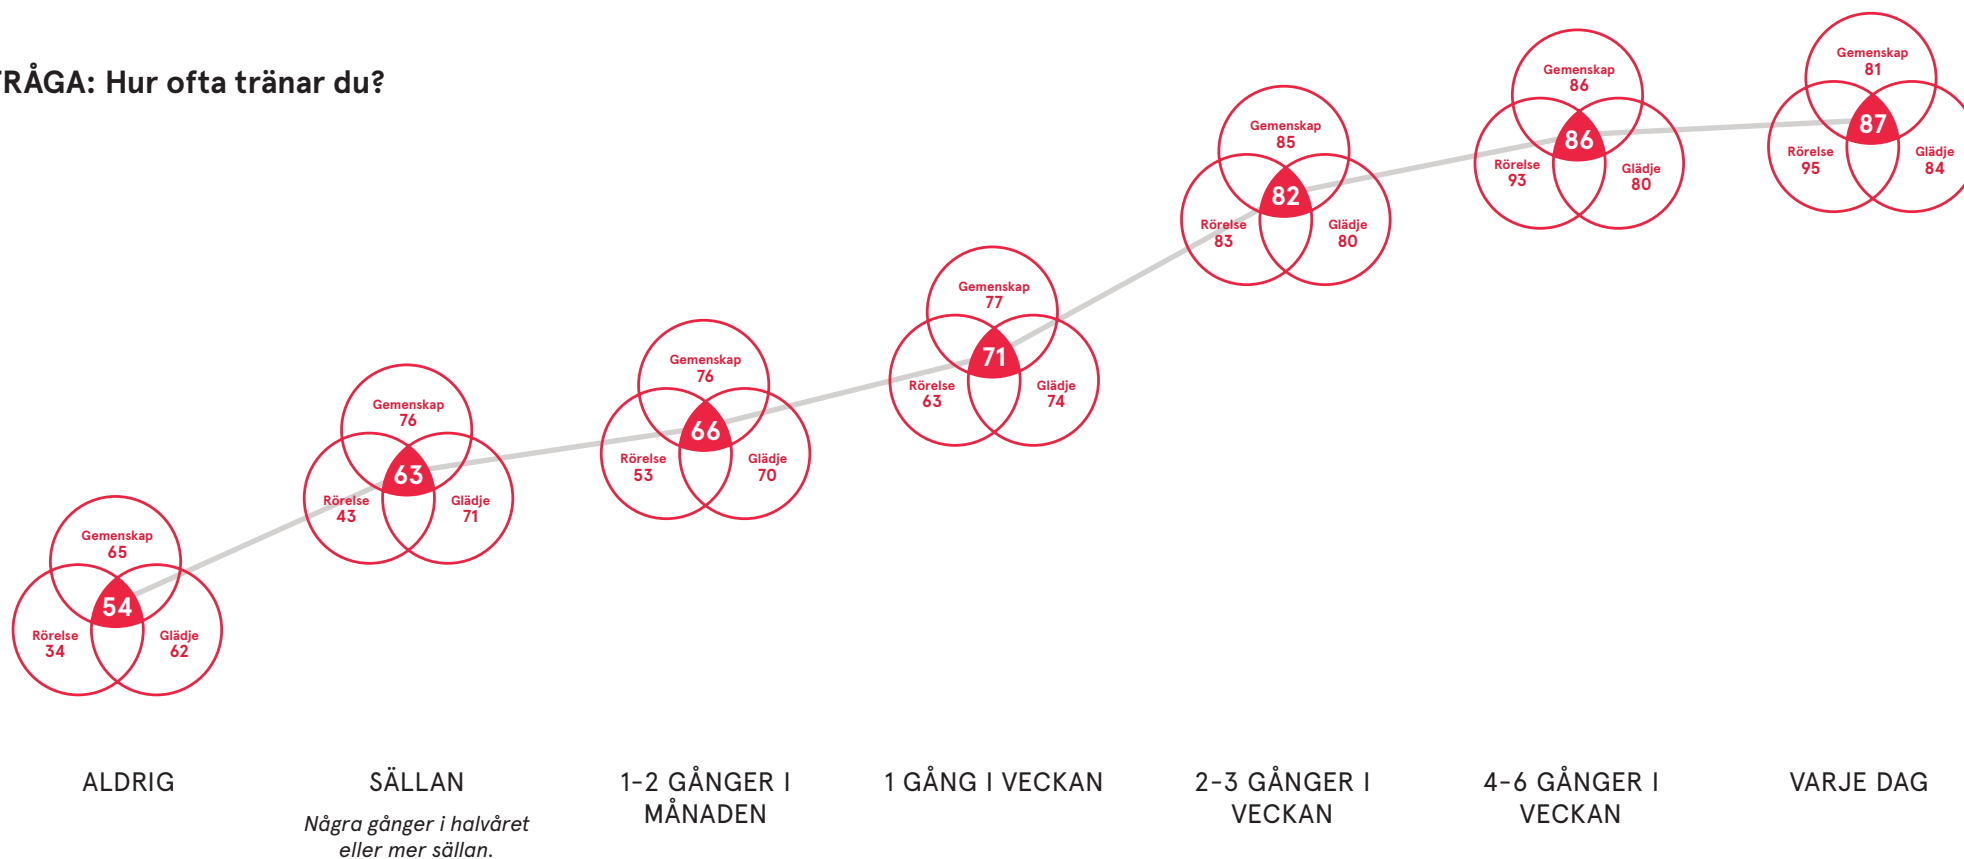 RÅGA: Hur ofta tränar du?
Gemenskap
65
54
Rörelse
34
Glädje
62
Gemenskap
76
63
Rörelse
43
Glädje
71
Gemenskap
76
66
Rörelse
53
Glädje
70
Gemenskap
77
71
Rörelse
63
Glädje
74
Gemenskap
85
82
Rörelse
83
Glädje
80
Gemenskap
86
86
Rörelse
93
Glädje
80
Gemenskap
81
87
Rörelse
95
Glädje
84
ALDRIG
SÄLLAN
Några gånger i halvåret
eller mer sällan.
1-2 GÅNGER I
MÅNADEN
1 GÅNG I VECKAN
2-3 GÅNGER I
VECKAN
4-6 GÅNGER I
VECKAN
VARJE DAG